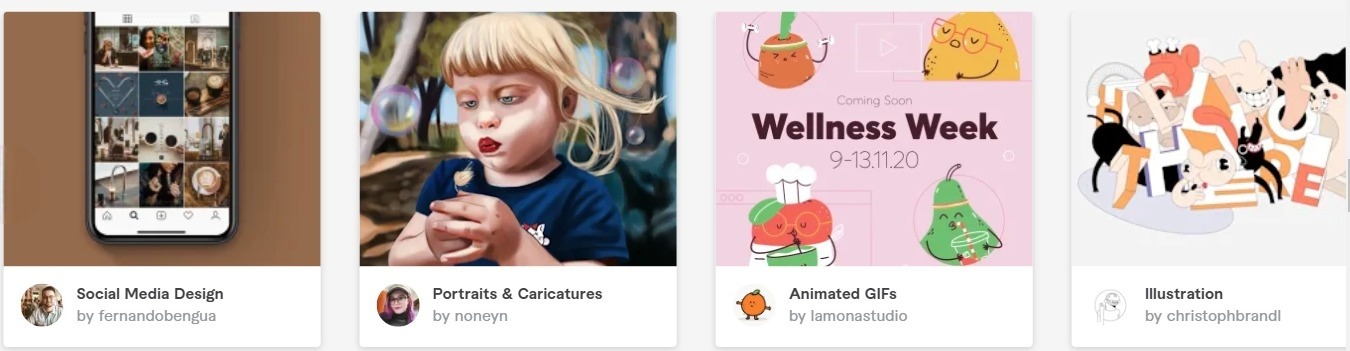 Coming Soon
Wellness Week
9-13.11.20
Social Media Design
by fernandobengua
Portraits & Caricatures
by noneyn
Animated GIFs
by lamonastudio
Illustration
by christophbrandl